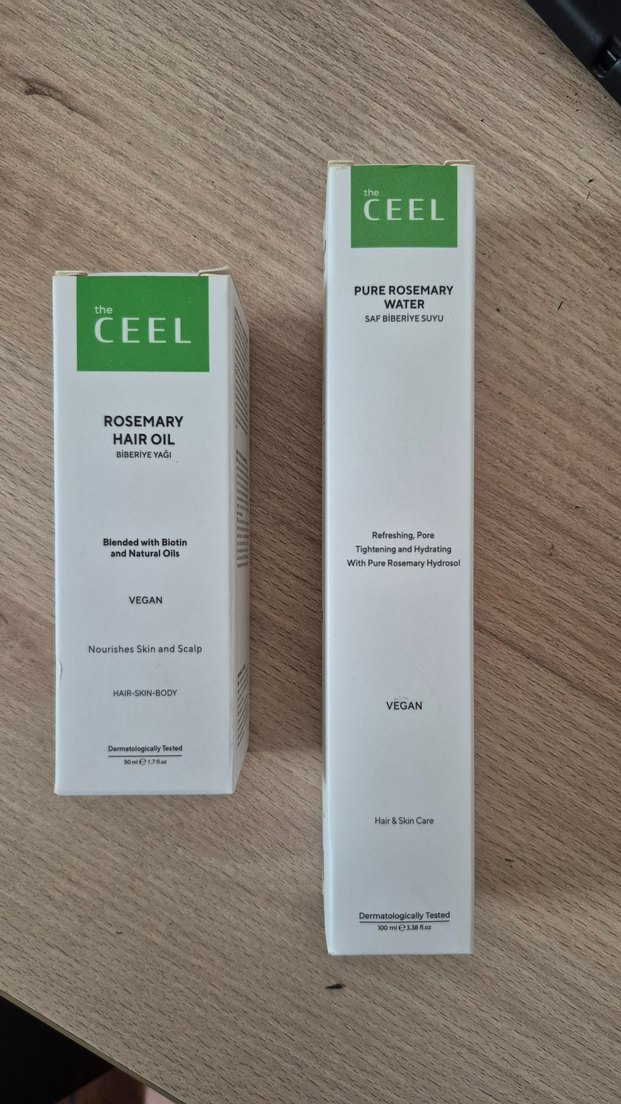 the
CEEL
ROSEMARY
HAIR OIL
BİBERİYE YAĞI
Blended with Biotin
and Natural Oils
VEGAN
Nourishes Skin and Scalp
HAIR-SKIN-BODY
Dermatologically Tested
50 ml ℮ 1.7 fl.oz
the
CEEL
PURE ROSEMARY
WATER
SAF BİBERİYE SUYU
Refreshing, Pore
Tightening and Hydrating
With Pure Rosemary Hydrosol
VEGAN
Hair & Skin Care
Dermatologically Tested
100 ml ℮ 3.38 fl.oz